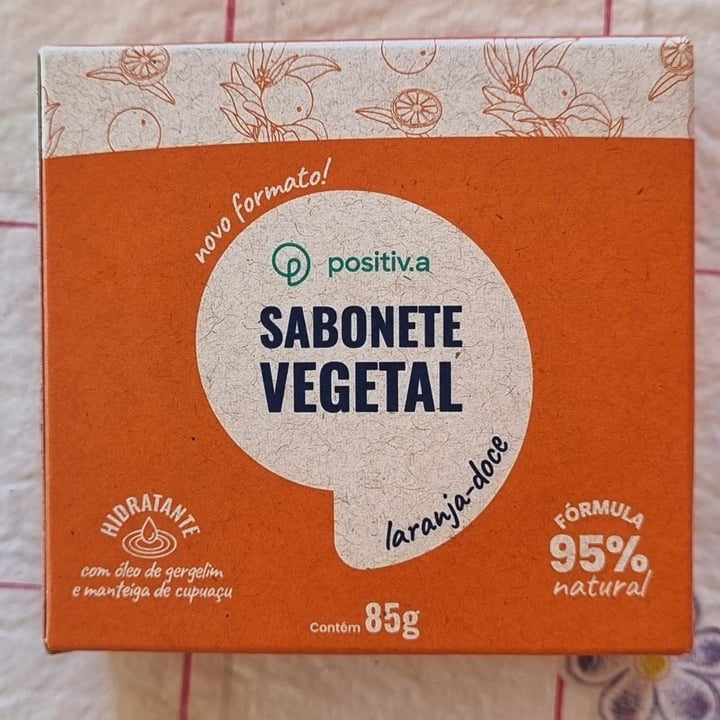 novo formato!
positiv.a
SABONETE
VEGETAL
laranja-doce
HIDRATANTE
com óleo de gergelim
e manteiga de cupuaçu
FÓRMULA
95%
natural
Contém 85g